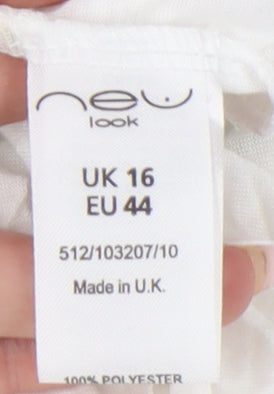 new
look
UK 16
EU 44
512/103207/10
Made in U.K.
100% POLYESTER